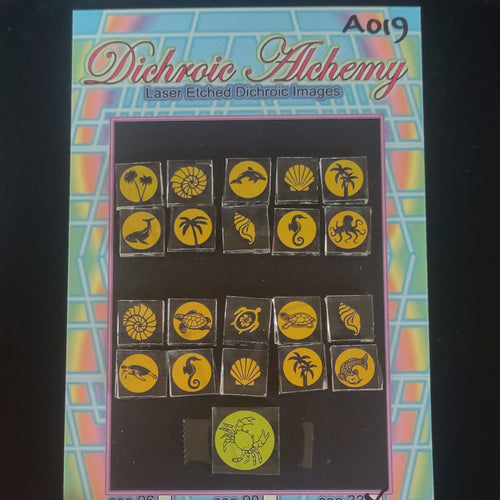 A019
Dichroic Alchemy
Laser Etched Dichroic Images